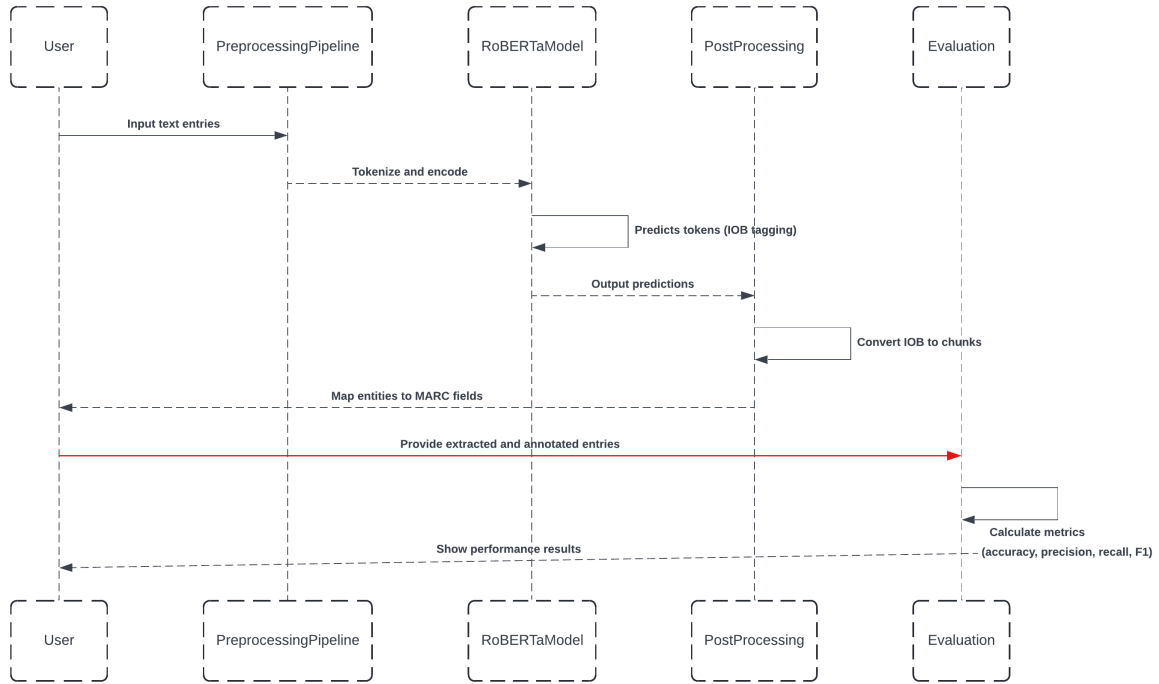 User
PreprocessingPipeline
RoBERTaModel
PostProcessing
Evaluation
Input text entries
Tokenize and encode
Predicts tokens (IOB tagging)
Output predictions
Convert IOB to chunks
Map entities to MARC fields
Provide extracted and annotated entries
Calculate metrics
(accuracy, precision, recall, F1)
Show performance results
User
PreprocessingPipeline
RoBERTaModel
PostProcessing
Evaluation